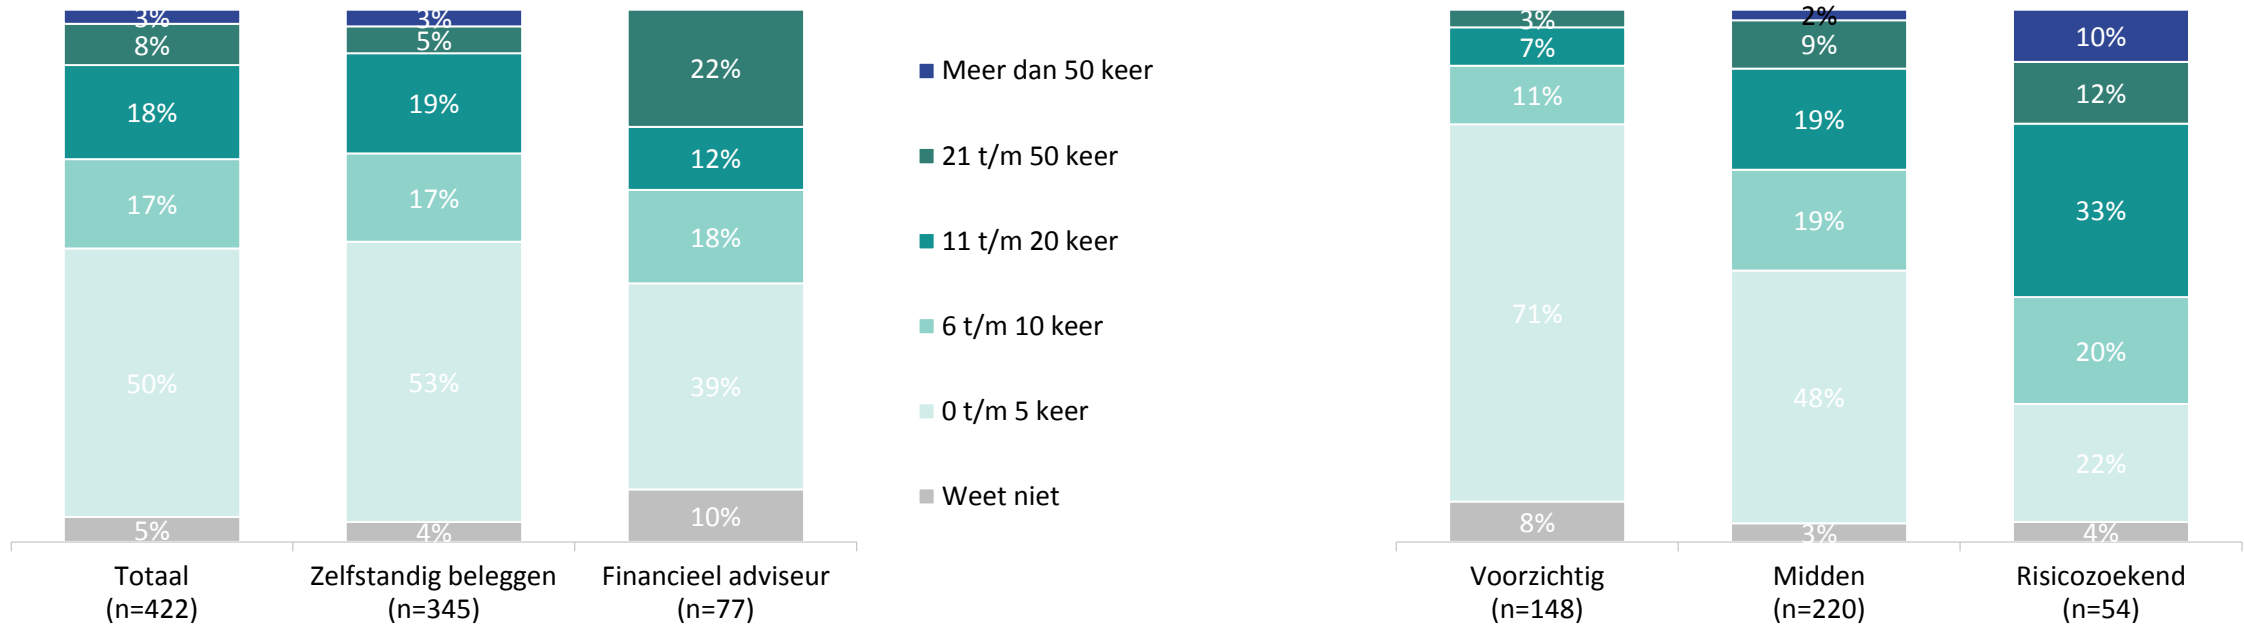 3%
8%
18%
17%
50%
5%
3%
5%
19%
17%
53%
4%
22%
12%
18%
39%
10%
Totaal
(n=422)
Zelfstandig beleggen
(n=345)
Financieel adviseur
(n=77)
Meer dan 50 keer
21 t/m 50 keer
11 t/m 20 keer
6 t/m 10 keer
0 t/m 5 keer
Weet niet
3%
7%
11%
71%
8%
2%
9%
19%
19%
48%
3%
10%
12%
33%
20%
22%
4%
Voorzichtig
(n=148)
Midden
(n=220)
Risicozoekend
(n=54)